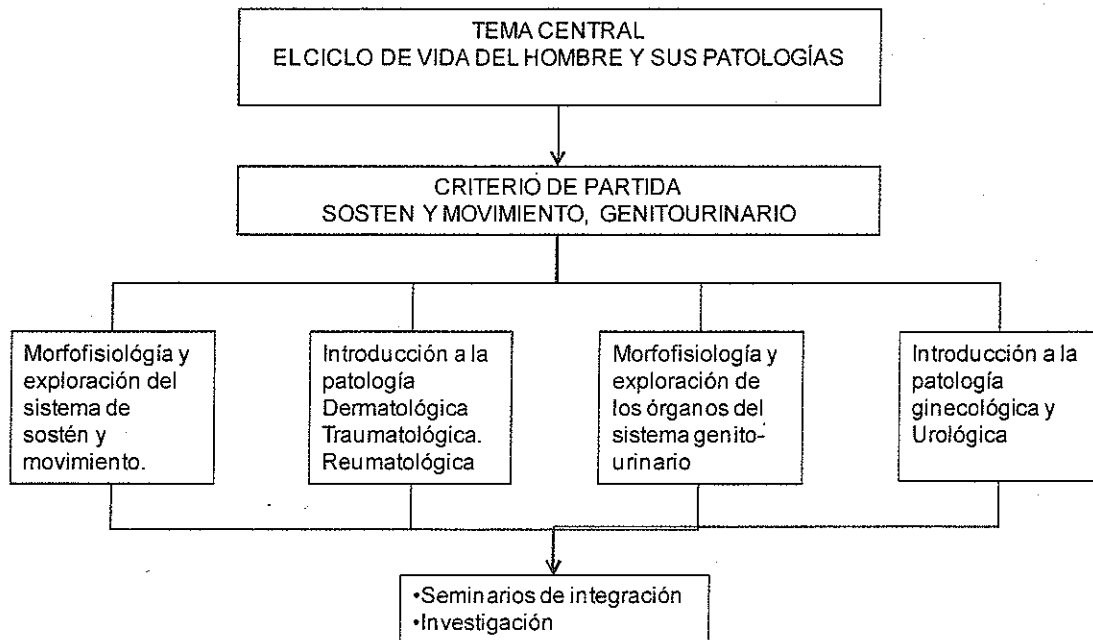 TEMA CENTRAL
EL CICLO DE VIDA DEL HOMBRE Y SUS PATOLOGÍAS
CRITERIO DE PARTIDA
SOSTEN Y MOVIMIENTO, GENITOURINARIO
Morfofisiológía y
exploración del
sistema de
sostén y
movimiento.
Introducción a la
patología
Dermatológica
Traumatológica.
Reumatológica
Morfofisiología y
exploración de
los órganos del
sistema genito-
urinario
Introducción a la
patología
ginecológica y
Urológica
•Seminarios de integración
•Investigación